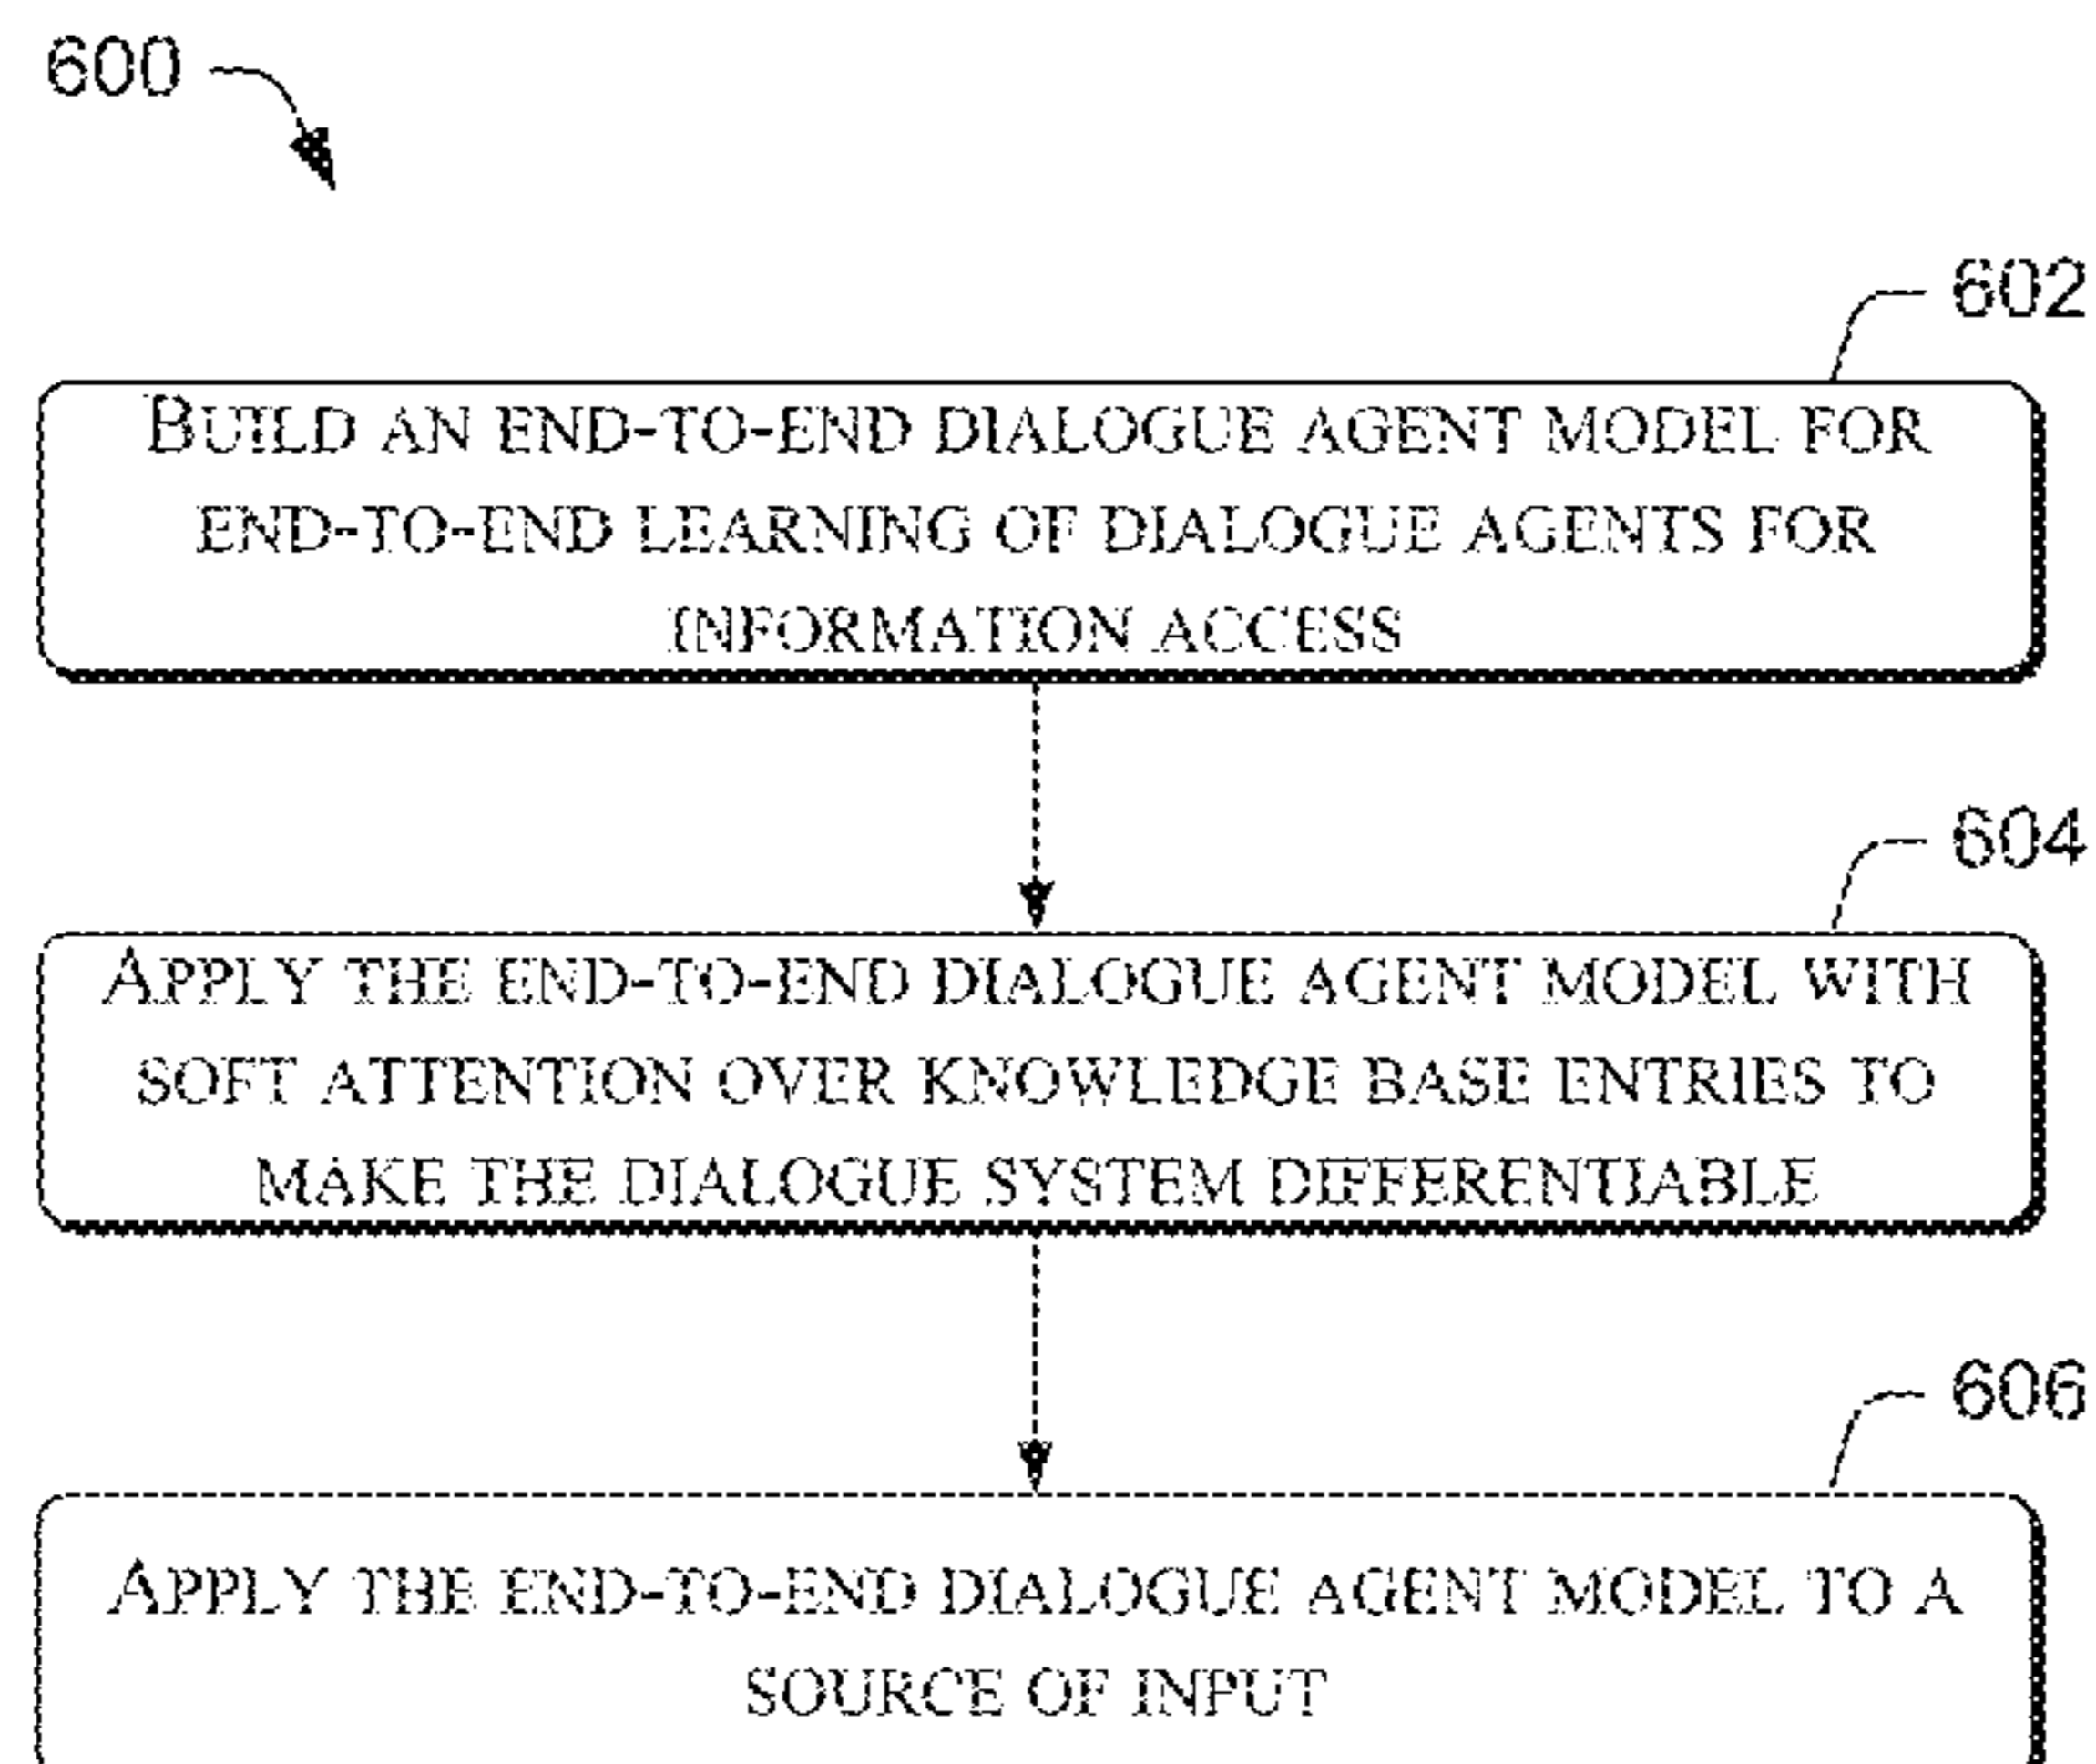 600
602
BUILD AN END-TO-END DIALOGUE AGENT MODEL FOR
END-TO-END LEARNING OF DIALOGUE AGENTS FOR
INFORMATION ACCESS
604
APPLY THE END-TO-END DIALOGUE AGENT MODEL WITH
SOFT ATTENTION OVER KNOWLEDGE BASE ENTRIES TO
MAKE THE DIALOGUE SYSTEM DIFFERENTIABLE
606
APPLY THE END-TO-END DIALOGUE AGENT MODEL TO A
SOURCE OF INPUT